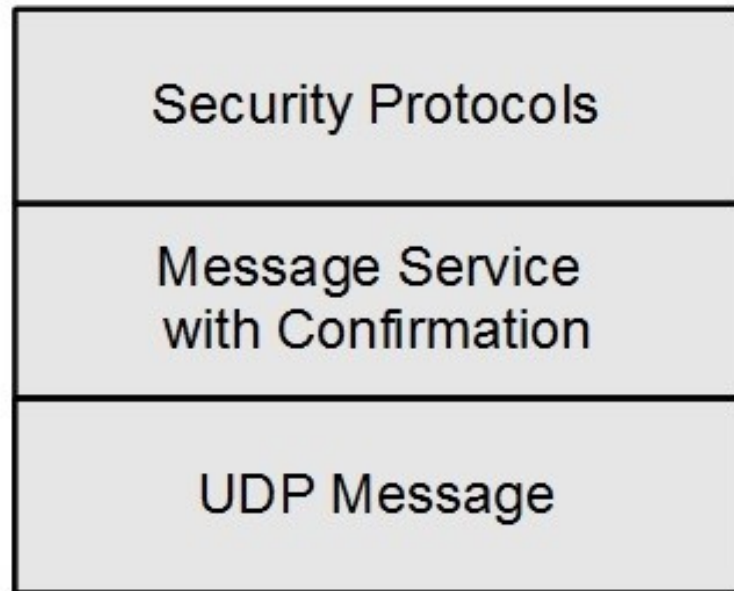 Security Protocols
Message Service
with Confirmation
UDP Message